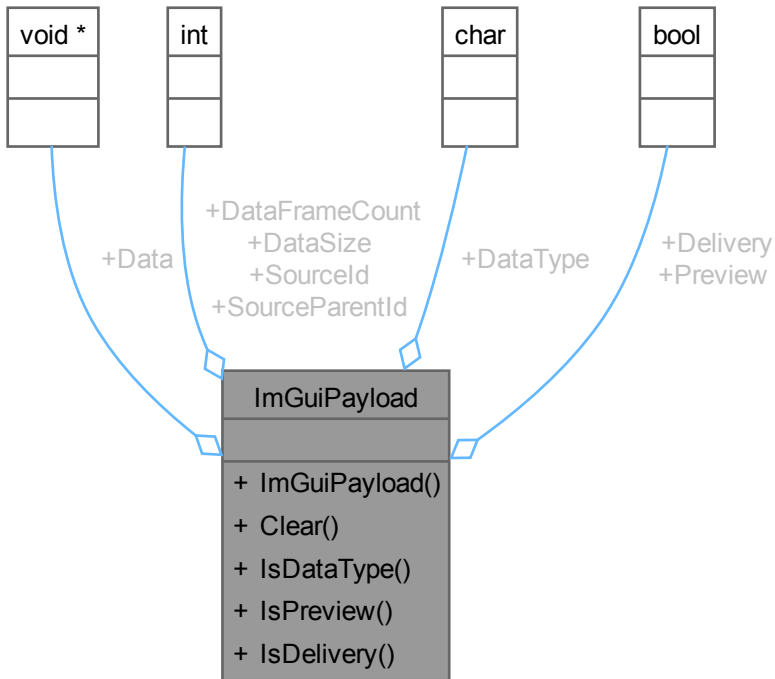 void *
int
char
bool
+DataFrameCount
+DataSize
+SourceId
+SourceParentId
+Data
+DataType
+Delivery
+Preview
ImGuiPayload
+ ImGuiPayload()
+ Clear()
+ IsDataType()
+ IsPreview()
+ IsDelivery()